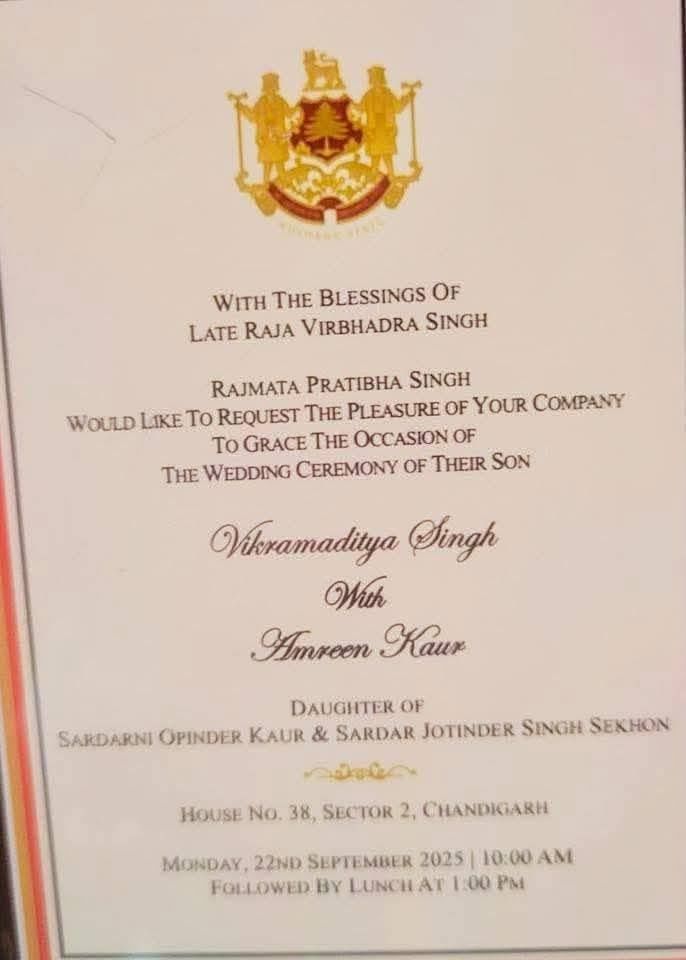 WITH THE BLESSINGS OF
LATE RAJA VIRBHADRA SINGH
RAJMATA PRATIBHA SINGH
WOULD LIKE TO REQUEST THE PLEASURE OF YOUR COMPANY
TO GRACE THE OCCASION OF
THE WEDDING CEREMONY OF THEIR SON
Vikramaditya Singh
With
Amreen Kaur
DAUGHTER OF
SARDARNI OPINDER KAUR & SARDAR JOTINDER SINGH SEKHON
HOUSE NO. 38, SECTOR 2, CHANDIGARH
MONDAY, 22ND SEPTEMBER 2025 | 10:00 AM
FOLLOWED BY LUNCH AT 1:00 PM